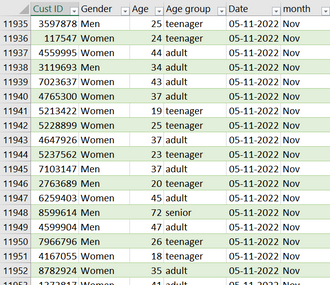 Cust ID Gender Age Age group Date month
11935 3597878 Men 25 teenager 05-11-2022 Nov
11936 117547 Women 24 teenager 05-11-2022 Nov
11937 4559995 Women 44 adult 05-11-2022 Nov
11938 3119693 Men 34 adult 05-11-2022 Nov
11939 7023637 Women 43 adult 05-11-2022 Nov
11940 4765300 Women 37 adult 05-11-2022 Nov
11941 5213422 Women 19 teenager 05-11-2022 Nov
11942 5228899 Women 25 teenager 05-11-2022 Nov
11943 4647926 Women 37 adult 05-11-2022 Nov
11944 5237562 Women 23 teenager 05-11-2022 Nov
11945 7103147 Women 37 adult 05-11-2022 Nov
11946 2763689 Men 20 teenager 05-11-2022 Nov
11947 6259403 Women 45 adult 05-11-2022 Nov
11948 8599614 Men 72 senior 05-11-2022 Nov
11949 4599904 Men 47 adult 05-11-2022 Nov
11950 7966796 Men 26 teenager 05-11-2022 Nov
11951 4167055 Women 18 teenager 05-11-2022 Nov
11952 8782924 Women 35 adult 05-11-2022 Nov
11953 1272817 Women 41 adult 05-11-2022 Nov